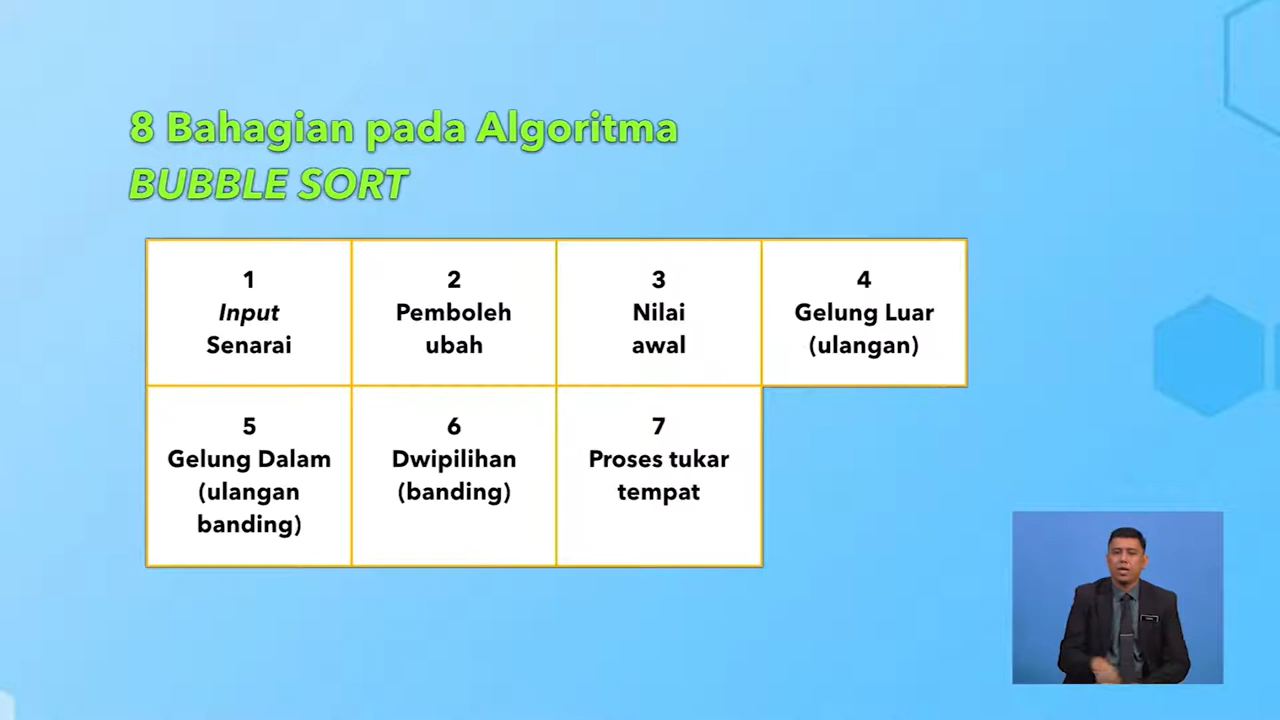 8 Bahagian pada Algoritma
BUBBLE SORT
1
Input
Senarai
2
Pemboleh
ubah
3
Nilai
awal
4
Gelung Luar
(ulangan)
5
Gelung Dalam
(ulangan
banding)
6
Dwipilihan
(banding)
7
Proses tukar
tempat